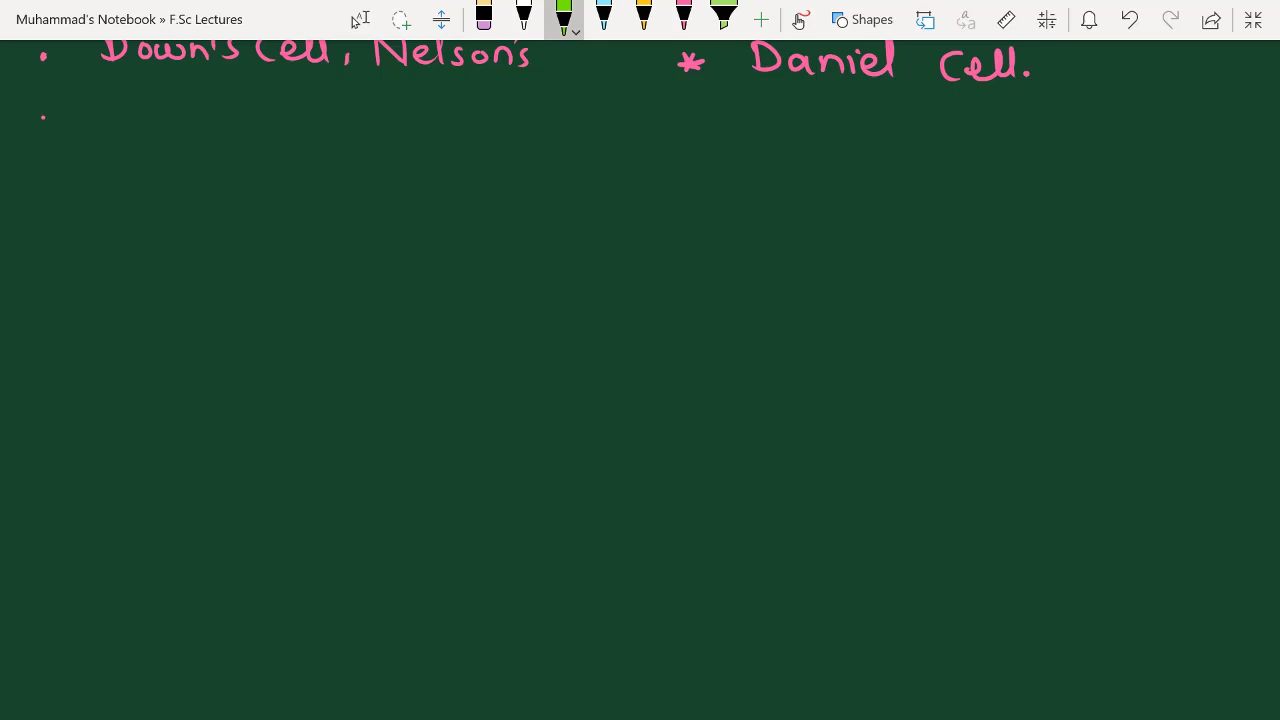 Muhammad's Notebook » F.Sc Lectures
Shapes
• Down's Cell, Nelson's
* Daniel Cell.
•